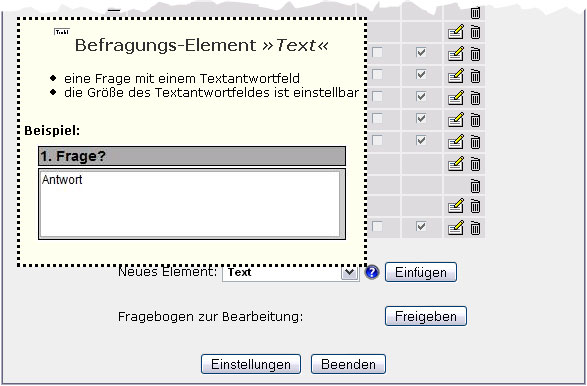 Text
Befragungs-Element »Text«
eine Frage mit einem Textantwortfeld
die Größe des Textantwortfeldes ist einstellbar
Beispiel:
1. Frage?
Antwort
Neues Element: Text ? Einfügen
Fragebogen zur Bearbeitung: Freigeben
Einstellungen Beenden